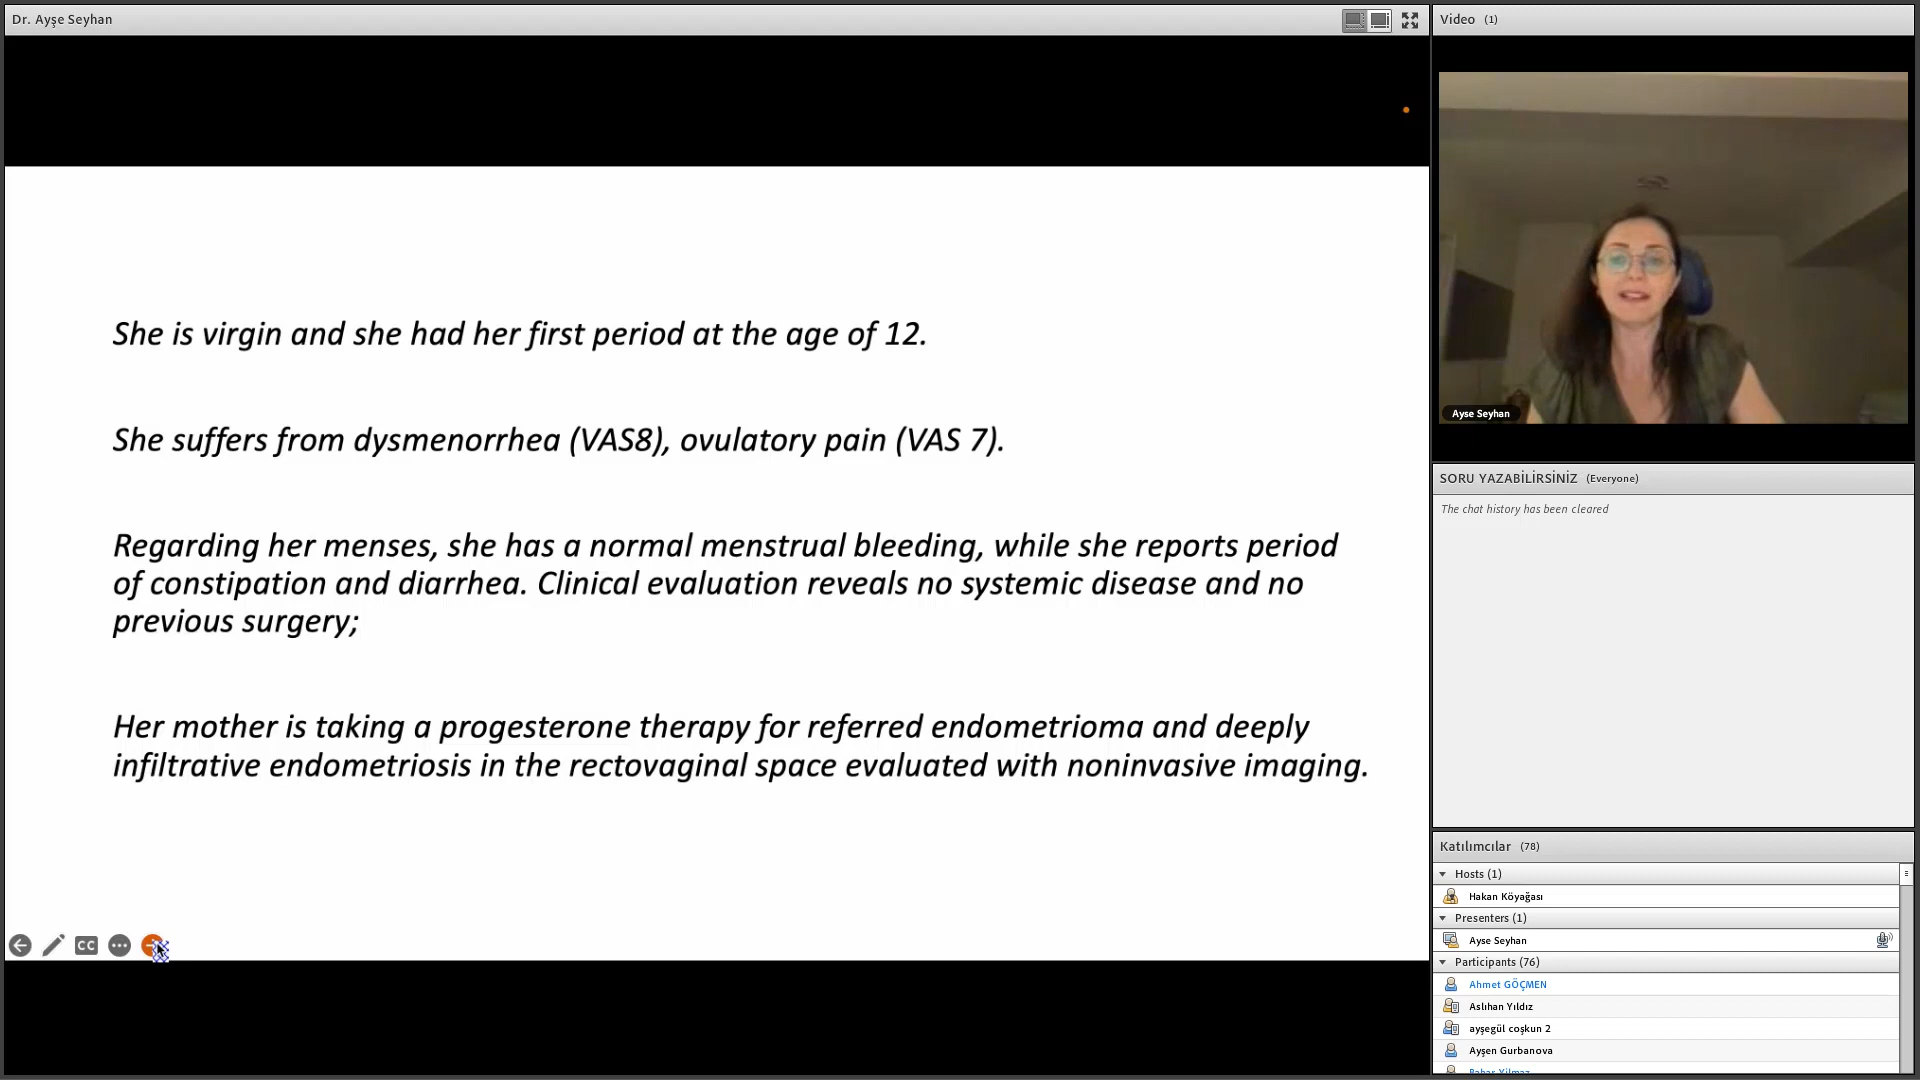 Dr. Ayşe Seyhan
She is virgin and she had her first period at the age of 12.
She suffers from dysmenorrhea (VAS8), ovulatory pain (VAS 7).
Regarding her menses, she has a normal menstrual bleeding, while she reports period
of constipation and diarrhea. Clinical evaluation reveals no systemic disease and no
previous surgery;
Her mother is taking a progesterone therapy for referred endometrioma and deeply
infiltrative endometriosis in the rectovaginal space evaluated with noninvasive imaging.
CC
Video (1)
Ayse Seyhan
SORU YAZABİLİRSİNİZ (Everyone)
The chat history has been cleared
Katılımcılar (78)
Hosts (1)
Hakan Köyağası
Presenters (1)
Ayse Seyhan
Participants (76)
Ahmet GÖÇMEN
Aslıhan Yıldız
ayşegül coşkun 2
Ayşen Gurbanova